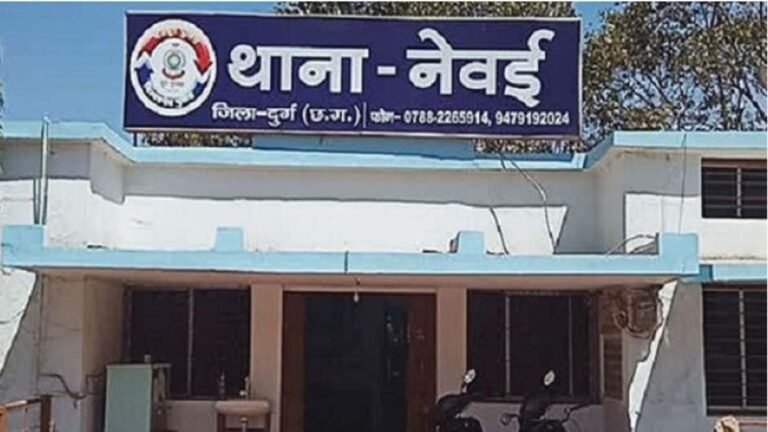 थाना - नेवई
जिला-दुर्ग (छ.ग.) फोन- 0788-2265914, 9479192024